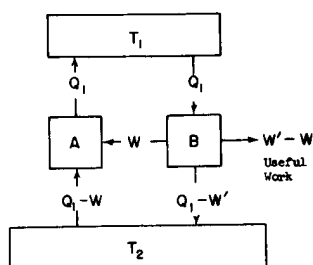 T₁
Q₁ Q₁
A W B W' – W
Useful
Work
Q₁ – W Q₁ – W'
T₂